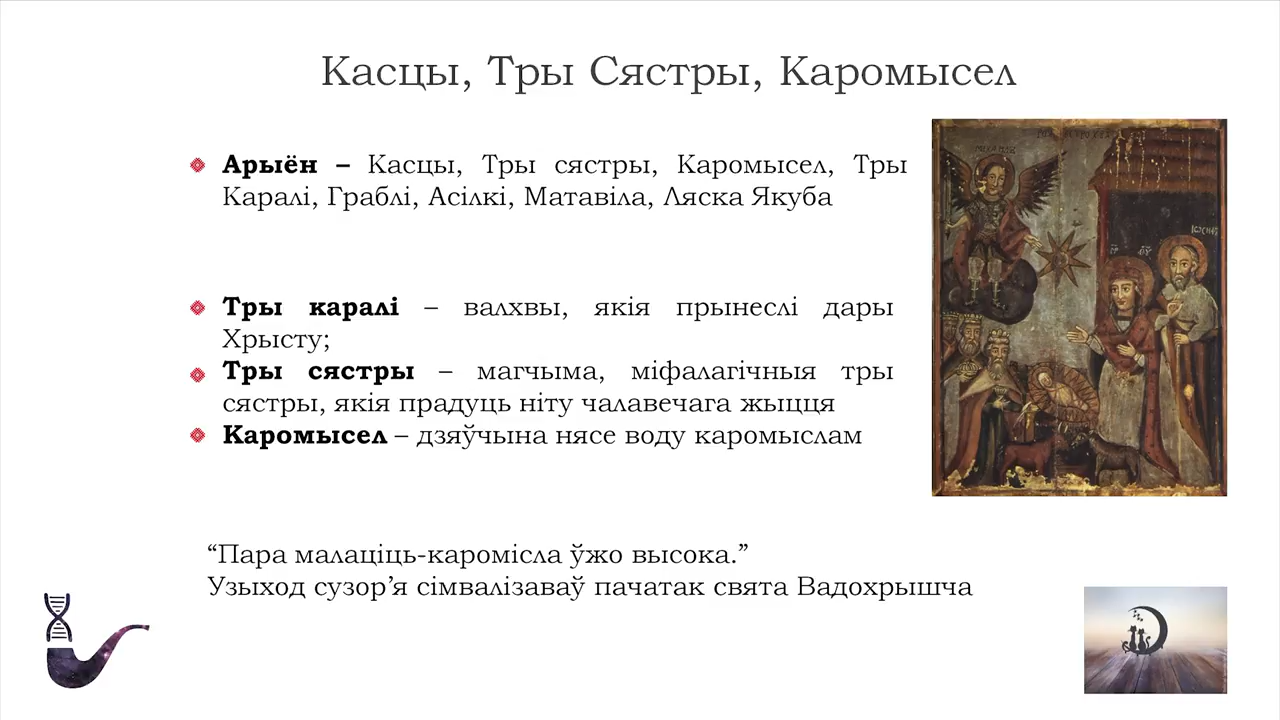 Касцы, Тры Сястры, Каромысел
Арыён – Касцы, Тры сястры, Каромысел, Тры
Каралі, Граблі, Асілкі, Матавіла, Ляска Якуба
Тры каралі – валхвы, якія прынеслі дары
Хрысту;
Тры сястры – магчыма, міфалагічныя тры
сястры, якія прадуць ніту чалавечага жыцця
Каромысел – дзяўчына нясе воду каромыслам
“Пара малаціць-каромісла ўжо высока.”
Узыход сузор’я сімвалізаваў пачатак свята Вадохрышча